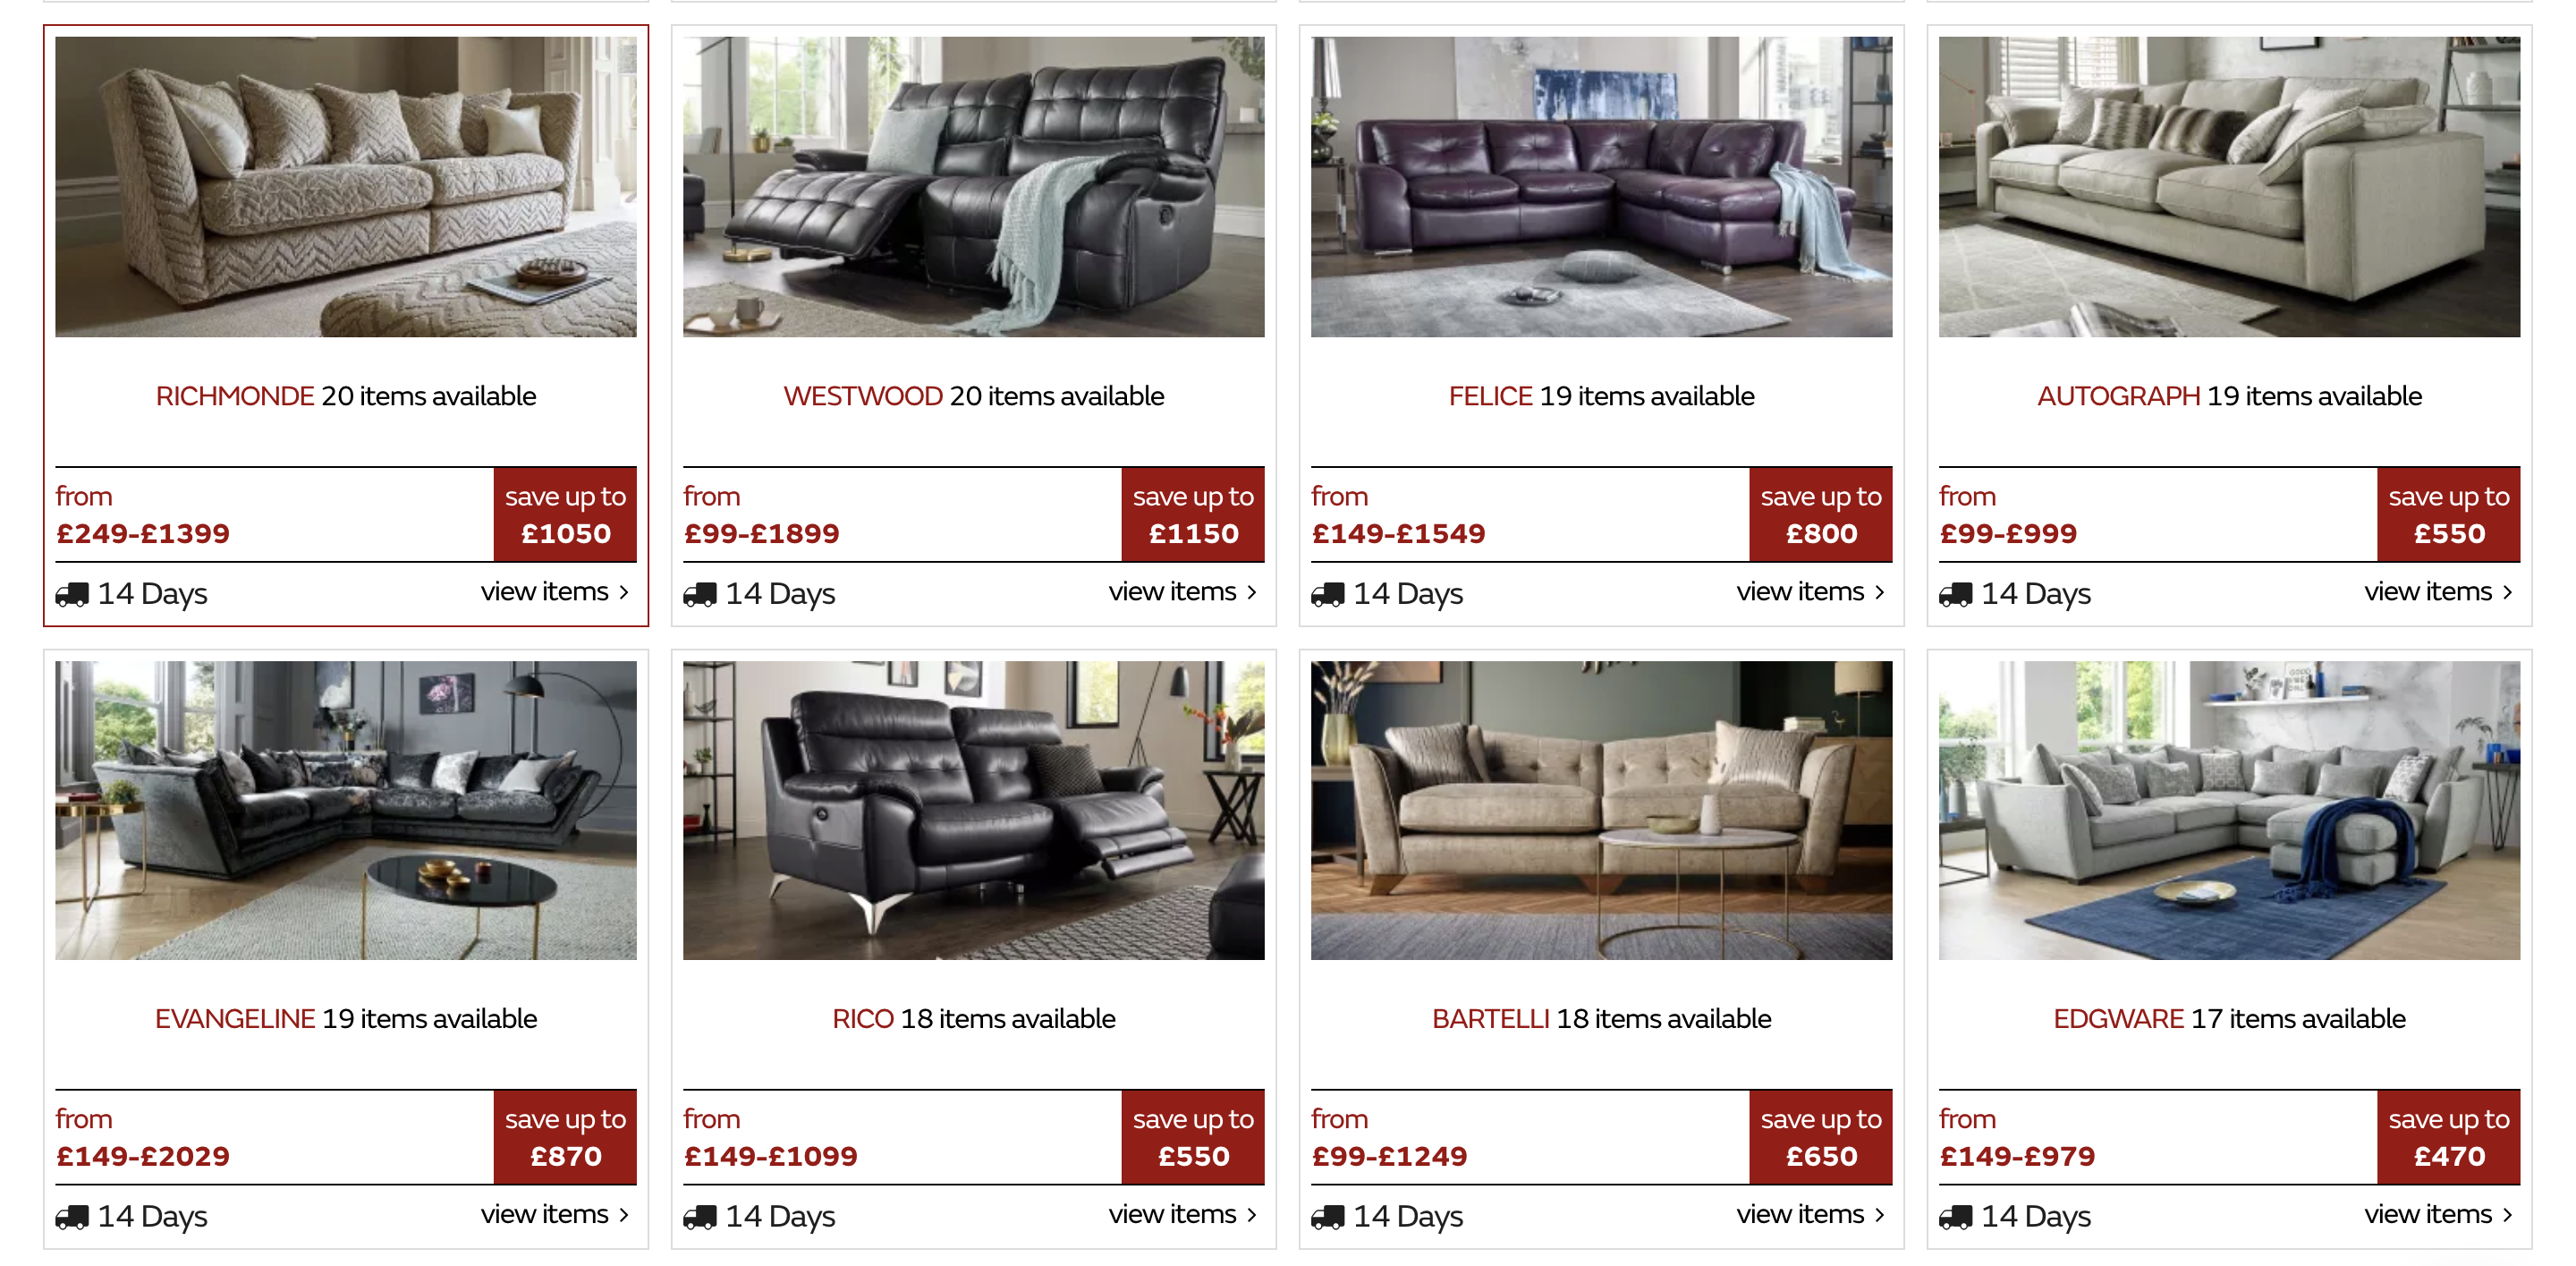 RICHMONDE 20 items available
from
£249-£1399
save up to
£1050
14 Days
view items >
WESTWOOD 20 items available
from
£99-£1899
save up to
£1150
14 Days
view items >
FELICE 19 items available
from
£149-£1549
save up to
£800
14 Days
view items >
AUTOGRAPH 19 items available
from
£99-£999
save up to
£550
14 Days
view items >
EVANGELINE 19 items available
from
£149-£2029
save up to
£870
14 Days
view items >
RICO 18 items available
from
£149-£1099
save up to
£550
14 Days
view items >
BARTELLI 18 items available
from
£99-£1249
save up to
£650
14 Days
view items >
EDGWARE 17 items available
from
£149-£979
save up to
£470
14 Days
view items >